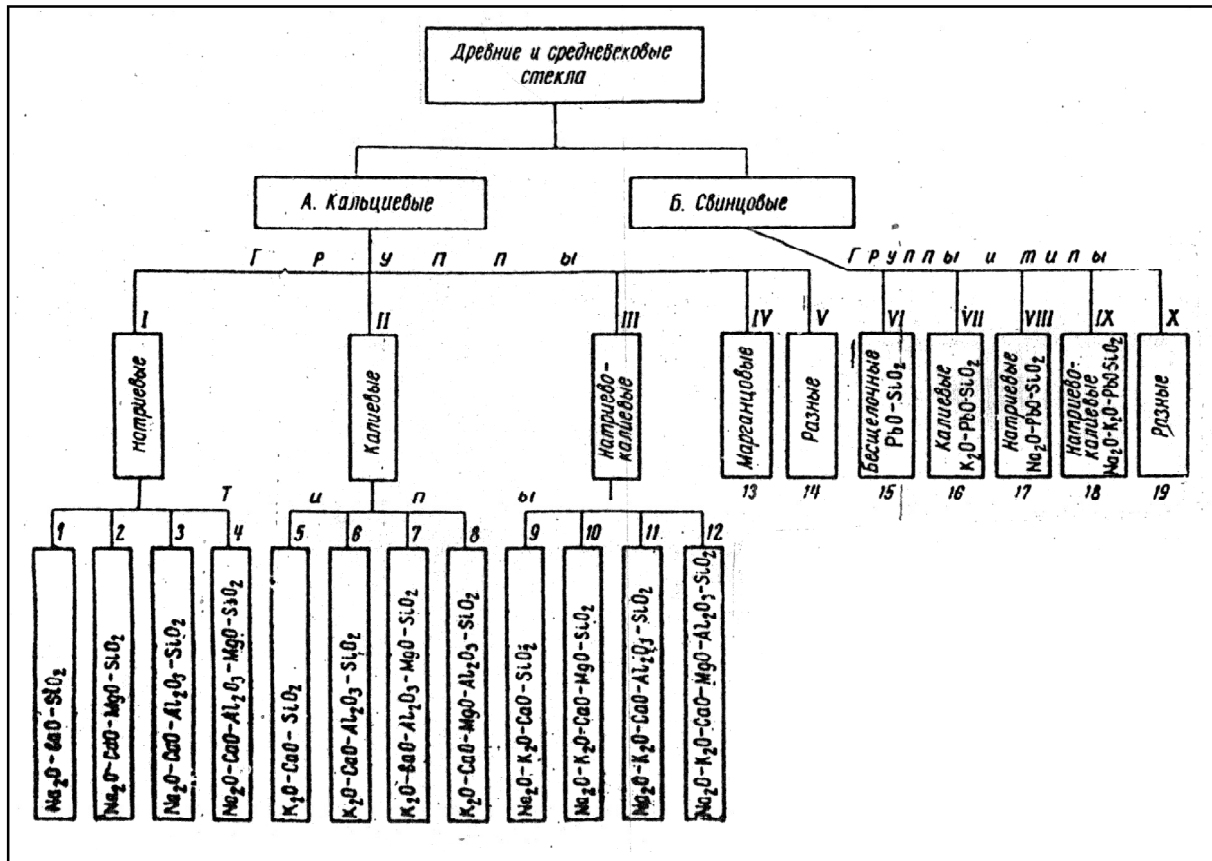 Древние и средневековые
стекла
А. Кальциевые
Б. Свинцовые
Г р у п п ы
Г р у п п ы и т и п ы
I
II
III
IV
V
VI
VII
VIII
IX
X
Натриевые
Калиевые
Натриево-
калиевые
Марганцовые
Разные
Бесщелочные
PbO-SiO₂
Калиевые
K₂O-PbO-SiO₂
Натриевые
Na₂O-PbO-SiO₂
Натриево-
калиевые
Na₂O-K₂O-PbOSiO₂
Разные
13
14
15
16
17
18
19
Т и п ы
1
2
3
4
5
6
7
8
9
10
11
12
Na₂O-CaO-SiO₂
Na₂O-CaO-MgO-SiO₂
Na₂O-CaO-Al₂O₃-SiO₂
Na₂O-CaO-Al₂O₃-MgO-SiO₂
K₂O-CaO-SiO₂
K₂O-CaO-Al₂O₃-SiO₂
K₂O-CaO-Al₂O₃-MgO-SiO₂
K₂O-CaO-MgO-Al₂O₃-SiO₂
Na₂O-K₂O-CaO-SiO₂
Na₂O-K₂O-CaO-MgO-SiO₂
Na₂O-K₂O-CaO-Al₂O₃-SiO₂
Na₂O-K₂O-CaO-MgO-Al₂O₃-SiO₂